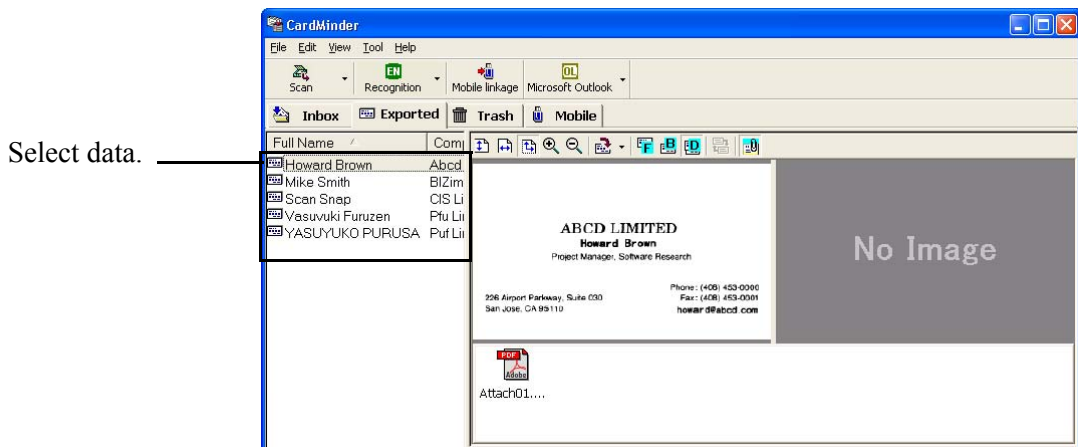 CardMinder
File Edit View Tool Help
EN OL
Scan Recognition Mobile linkage Microsoft Outlook
Inbox Exported Trash Mobile
Select data.
Full Name Com
Howard Brown Abcd
Mike Smith BIZim
Scan Snap CIS Li
Vasuvuki Furuzen Pfu Lin
YASUYUKO PURUSA Puf Lin
F B D
ABCD LIMITED
Howard Brown
Project Manager, Software Research
226 Airport Parkway, Suite 030
San Jose, CA 95110
Phone: (408) 453-0000
Fax: (408) 453-0001
howard@abcd.com
No Image
PDF
Adobe
Attach01....